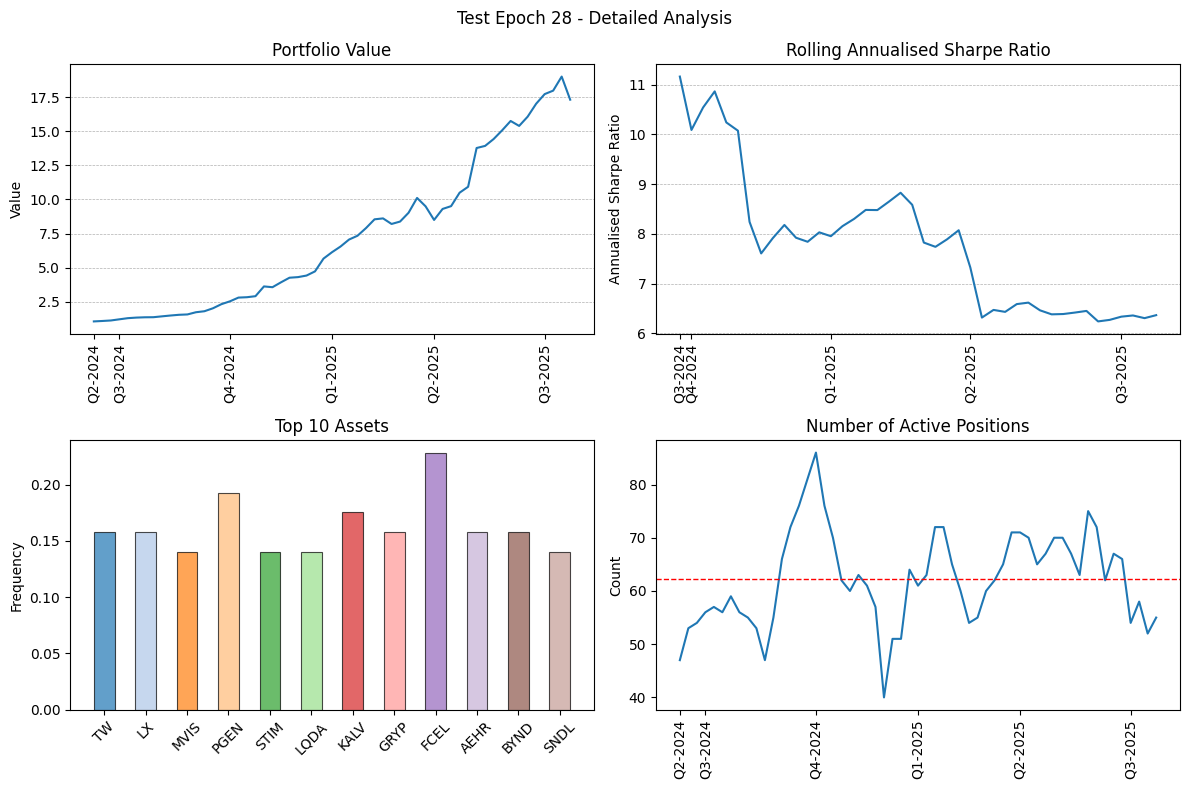 Test Epoch 28 - Detailed Analysis
Portfolio Value
Value
17.5
15.0
12.5
10.0
7.5
5.0
2.5
Q2-2024
Q3-2024
Q4-2024
Q1-2025
Q2-2025
Q3-2025
Rolling Annualised Sharpe Ratio
Annualised Sharpe Ratio
11
10
9
8
7
6
Q3-2024
Q4-2024
Q1-2025
Q2-2025
Q3-2025
Top 10 Assets
Frequency
0.20
0.15
0.10
0.05
0.00
TW
LX
MVIS
PGEN
STIM
LQDA
KALV
GRYP
FCEL
AEHR
BYND
SNDL
Number of Active Positions
Count
80
70
60
50
40
Q2-2024
Q3-2024
Q4-2024
Q1-2025
Q2-2025
Q3-2025